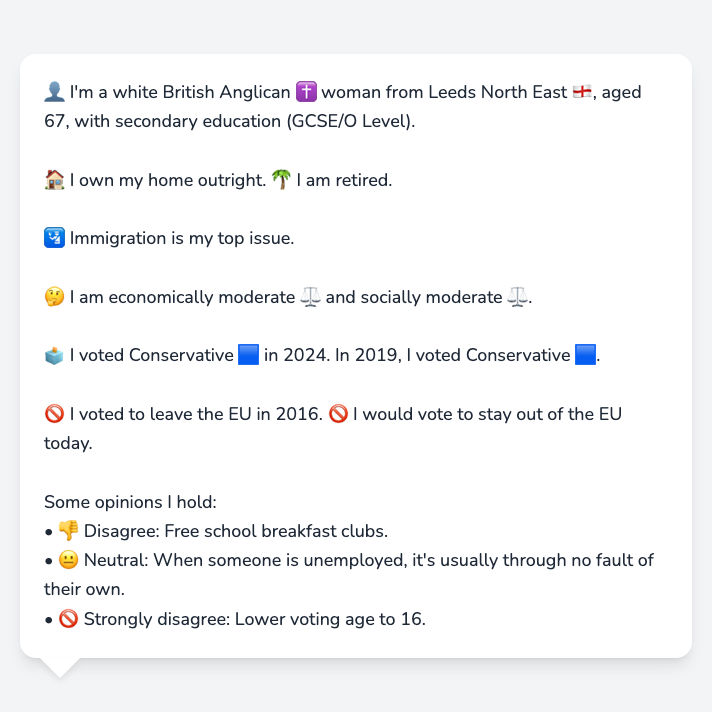 👤 I'm a white British Anglican ✝️ woman from Leeds North East 🏴󠁧󠁢󠁥󠁮󠁧󠁿, aged
67, with secondary education (GCSE/O Level).
🏠 I own my home outright. 🌴 I am retired.
🛂 Immigration is my top issue.
🤔 I am economically moderate ⚖️ and socially moderate ⚖️.
🗳️ I voted Conservative 🟦 in 2024. In 2019, I voted Conservative 🟦.
🚫 I voted to leave the EU in 2016. 🚫 I would vote to stay out of the EU
today.
Some opinions I hold:
• 👎 Disagree: Free school breakfast clubs.
• 😐 Neutral: When someone is unemployed, it's usually through no fault of
their own.
• 🚫 Strongly disagree: Lower voting age to 16.